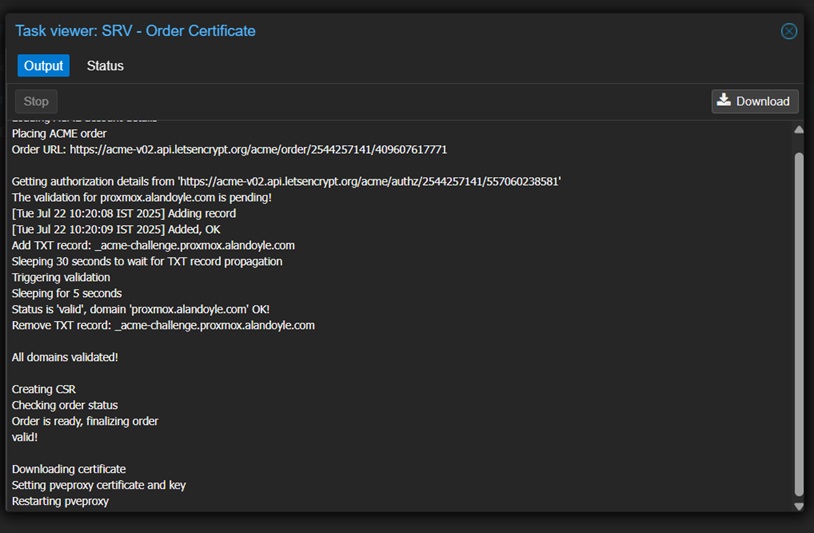 Task viewer: SRV - Order Certificate
Output Status
Stop Download
Placing ACME order
Order URL: https://acme-v02.api.letsencrypt.org/acme/order/2544257141/409607617771
Getting authorization details from 'https://acme-v02.api.letsencrypt.org/acme/authz/2544257141/557060238581'
The validation for proxmox.alandoyle.com is pending!
[Tue Jul 22 10:20:08 IST 2025] Adding record
[Tue Jul 22 10:20:09 IST 2025] Added, OK
Add TXT record: _acme-challenge.proxmox.alandoyle.com
Sleeping 30 seconds to wait for TXT record propagation
Triggering validation
Sleeping for 5 seconds
Status is 'valid', domain 'proxmox.alandoyle.com' OK!
Remove TXT record: _acme-challenge.proxmox.alandoyle.com
All domains validated!
Creating CSR
Checking order status
Order is ready, finalizing order
valid!
Downloading certificate
Setting pveproxy certificate and key
Restarting pveproxy